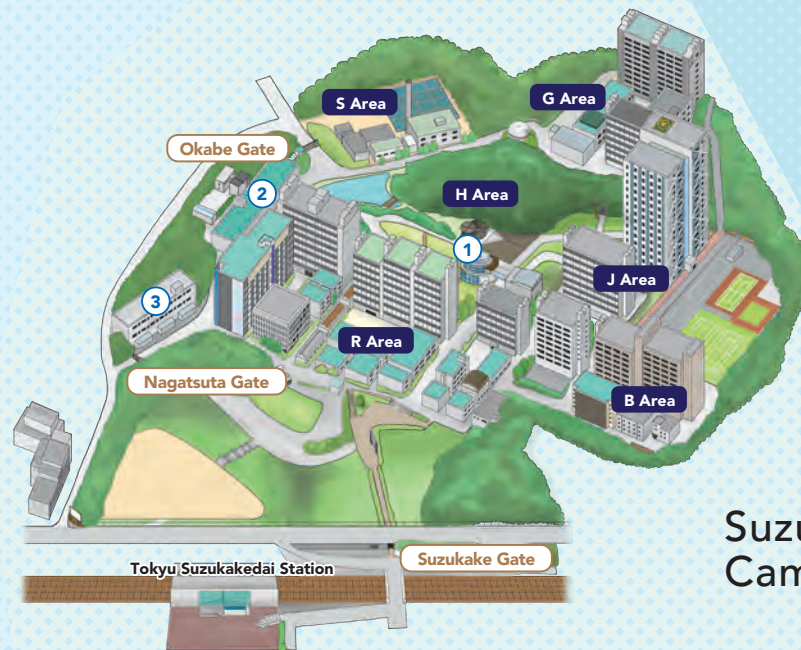 S Area
G Area
Okabe Gate
2
H Area
1
J Area
3
R Area
Nagatsuta Gate
B Area
Suzu
Cam
Suzukake Gate
Tokyu Suzukakedai Station